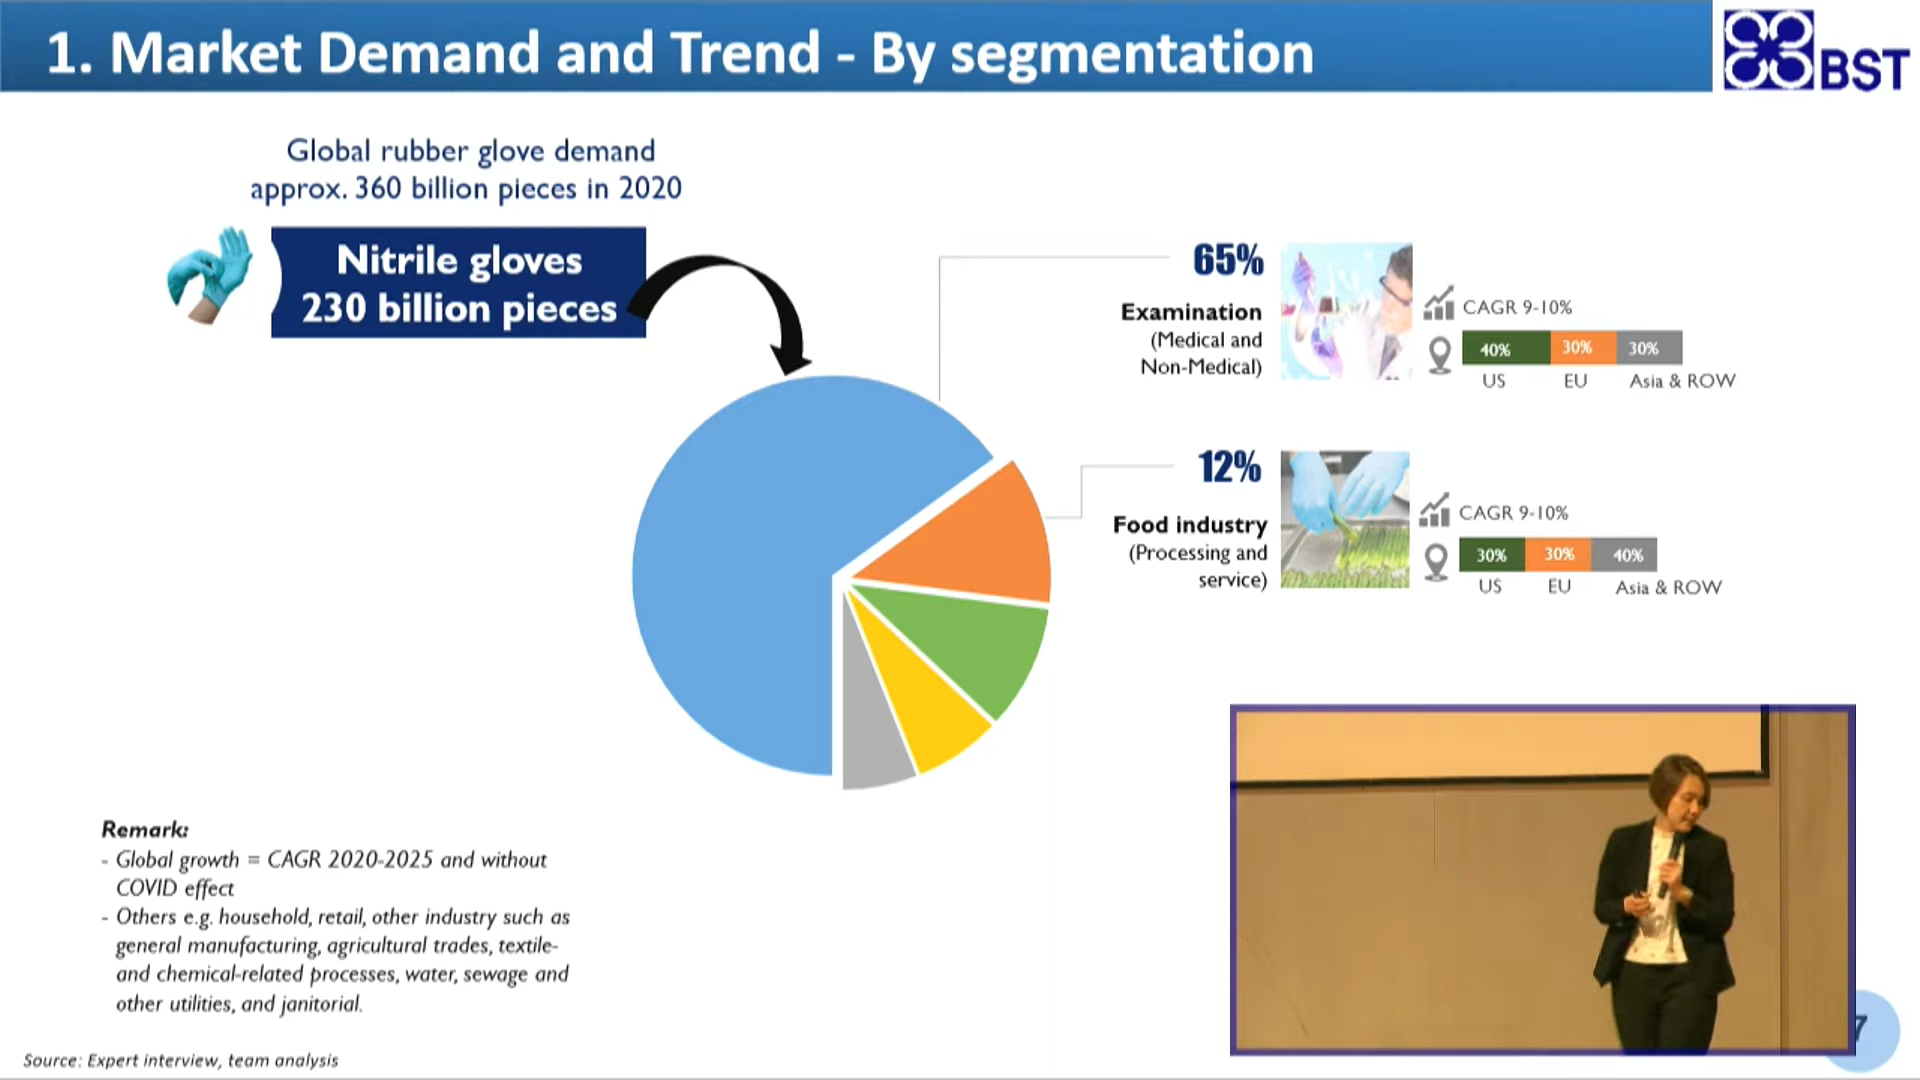 1. Market Demand and Trend - By segmentation
BST
Global rubber glove demand
approx. 360 billion pieces in 2020
Nitrile gloves
230 billion pieces
65%
Examination
(Medical and
Non-Medical)
CAGR 9-10%
40% 30% 30%
US EU Asia & ROW
12%
Food industry
(Processing and
service)
CAGR 9-10%
30% 30% 40%
US EU Asia & ROW
Remark:
- Global growth = CAGR 2020-2025 and without
COVID effect
- Others e.g. household, retail, other industry such as
general manufacturing, agricultural trades, textile-
and chemical-related processes, water, sewage and
other utilities, and janitorial.
Source: Expert interview, team analysis
7